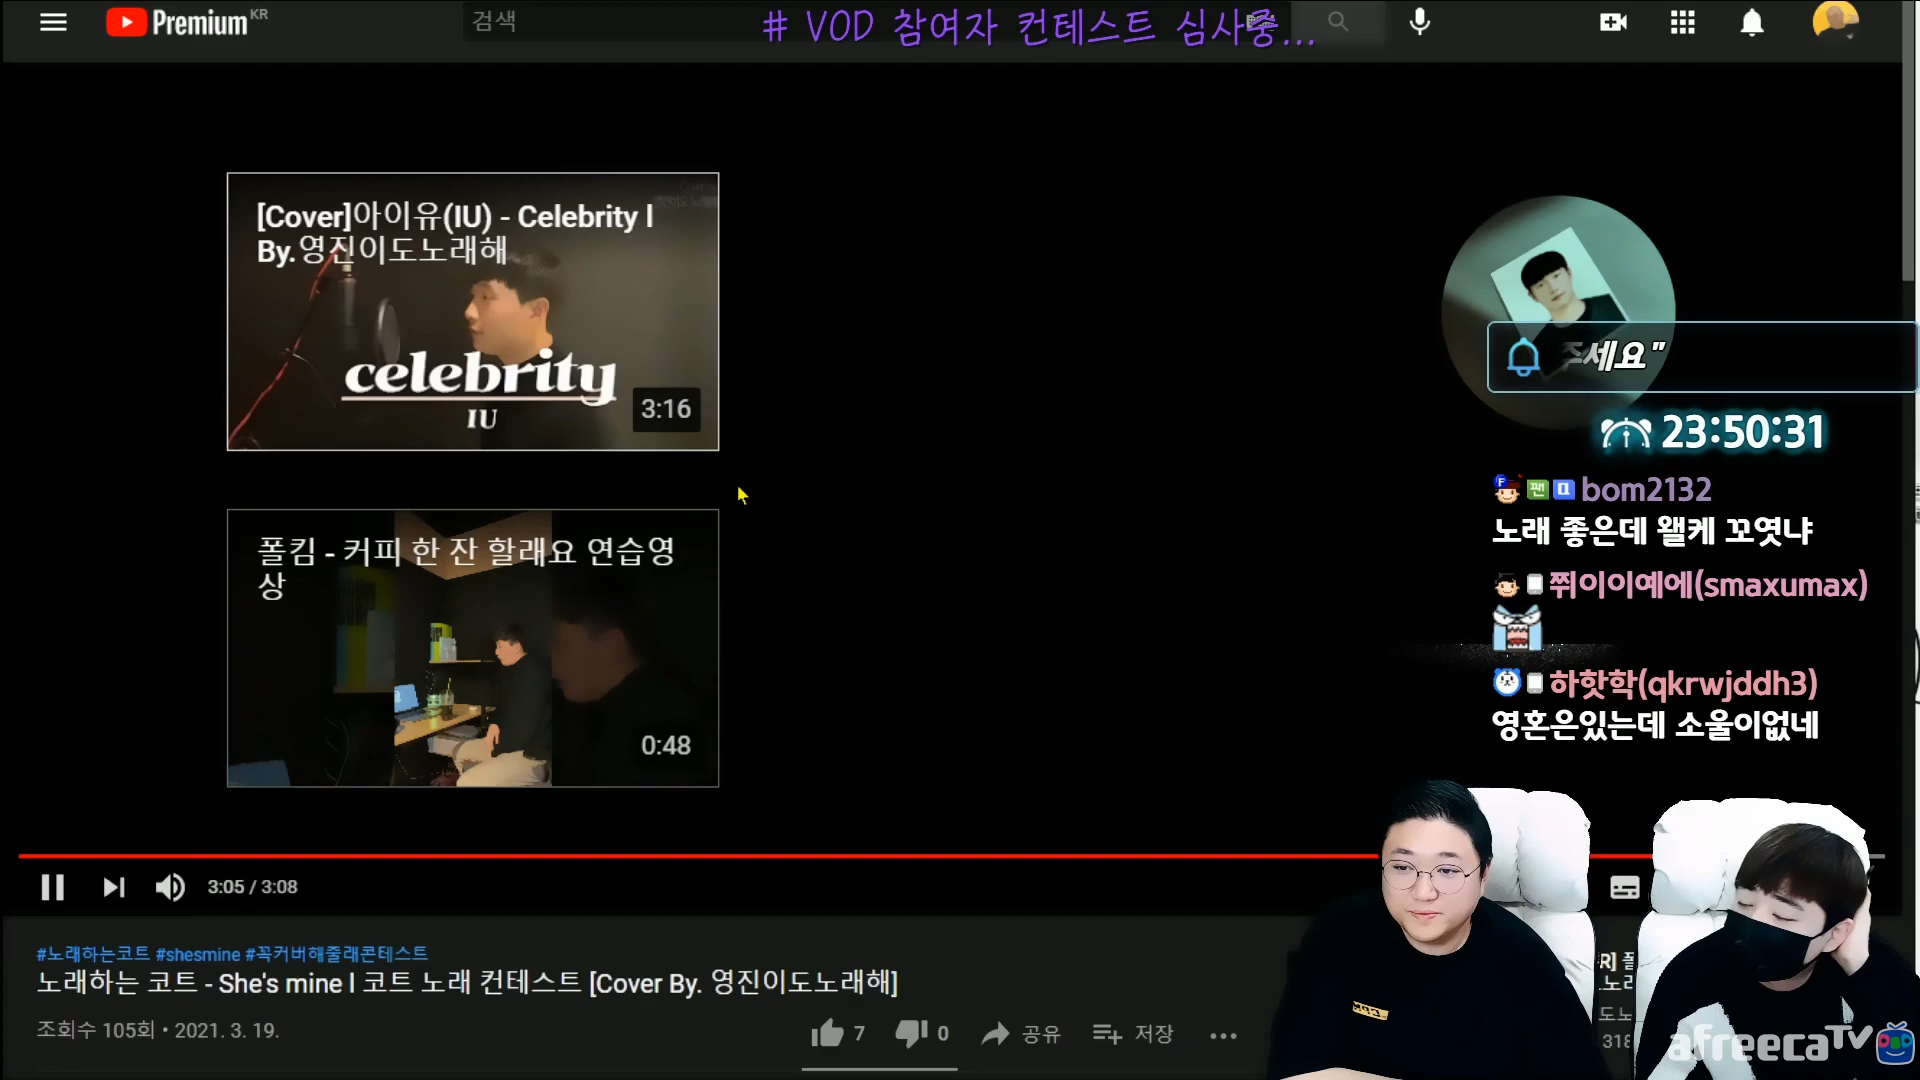 Premium KR
검색
# VOD 참여자 컨테스트 심사중...
[Cover]아이유(IU) - Celebrity l
By.영진이도노래해
celebrity
IU
3:16
주세요"
23:50:31
팬 bom2132
노래 좋은데 왤케 꼬엿냐
쮜이이예에(smaxumax)
하핫학(qkrwjddh3)
영혼은있는데 소울이없네
폴킴 - 커피 한 잔 할래요 연습영
상
0:48
3:05 / 3:08
#노래하는코트 #shesmine #꼭커버해줄래콘테스트
노래하는 코트 - She's mine l 코트 노래 컨테스트 [Cover By. 영진이도노래해]
조회수 105회 • 2021. 3. 19.
7
0
공유
저장
318
afreecaTV